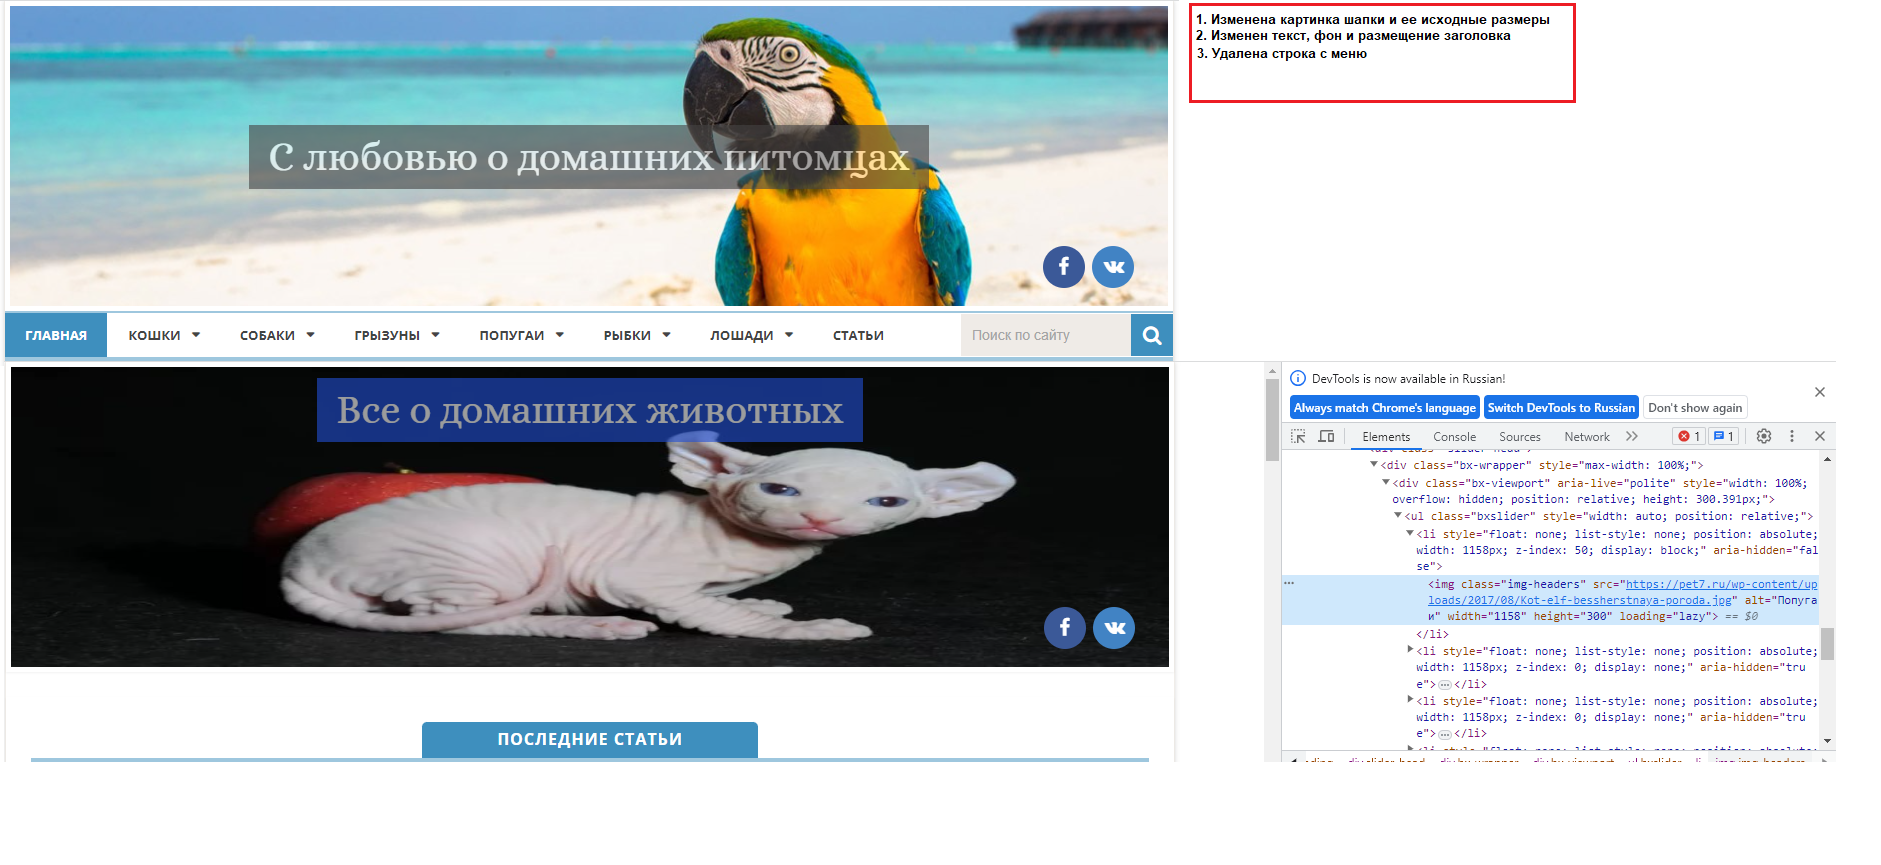 1. Изменена картинка шапки и ее исходные размеры
2. Изменен текст, фон и размещение заголовка
3. Удалена строка с меню
С любовью о домашних питомцах
ГЛАВНАЯ КОШКИ СОБАКИ ГРЫЗУНЫ ПОПУГАИ РЫБКИ ЛОШАДИ СТАТЬИ Поиск по сайту
Все о домашних животных
ПОСЛЕДНИЕ СТАТЬИ
DevTools is now available in Russian!
Always match Chrome's language Switch DevTools to Russian Don't show again
Elements Console Sources Network 1 1
<div class="bx-wrapper" style="max-width: 100%;">
<div class="bx-viewport" aria-live="polite" style="width: 100%;
overflow: hidden; position: relative; height: 300.391px;">
<ul class="bxslider" style="width: auto; position: relative;">
<li style="float: none; list-style: none; position: absolute;
width: 1158px; z-index: 50; display: block;" aria-hidden="fal
se">
<img class="img-headers" src="https://pet7.ru/wp-content/up
loads/2017/08/Kot-elf-bessherstnaya-poroda.jpg" alt="Попуга
и" width="1158" height="300" loading="lazy"> == $0
</li>
<li style="float: none; list-style: none; position: absolute;
width: 1158px; z-index: 0; display: none;" aria-hidden="tru
e">…</li>
<li style="float: none; list-style: none; position: absolute;
width: 1158px; z-index: 0; display: none;" aria-hidden="tru
e">…</li>